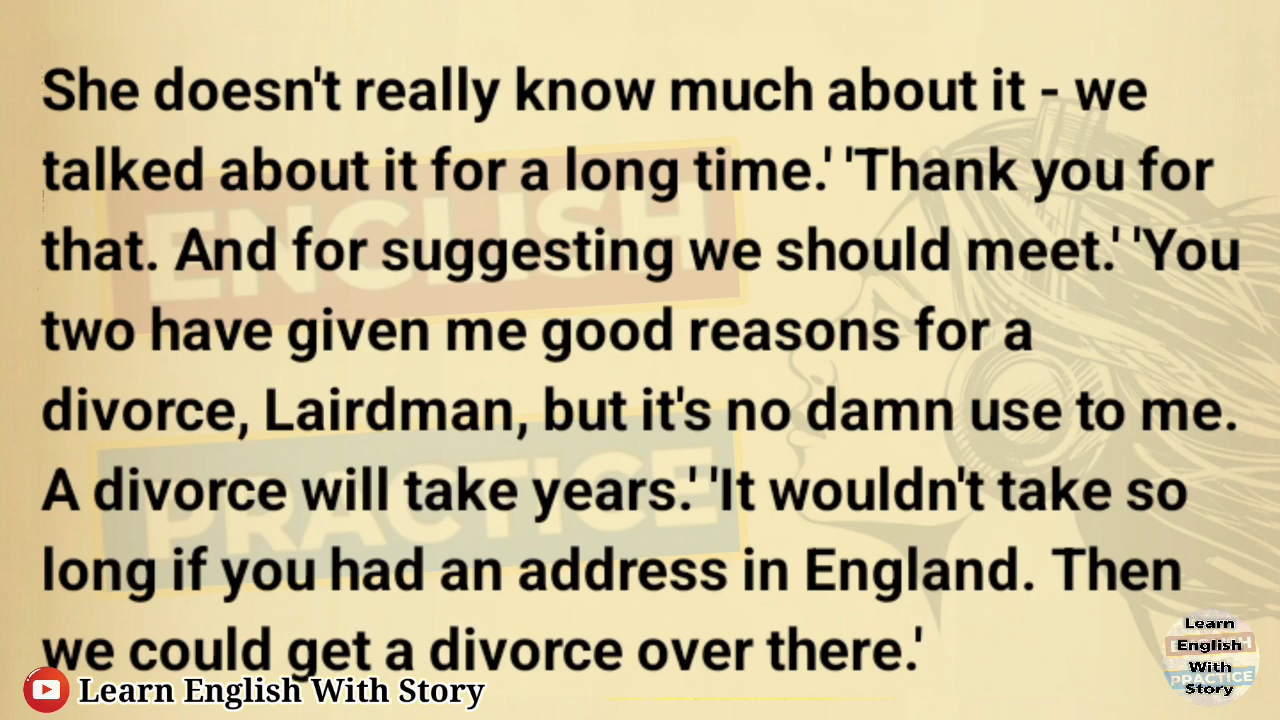 She doesn't really know much about it - we
talked about it for a long time.' 'Thank you for
that. And for suggesting we should meet.' 'You
two have given me good reasons for a
divorce, Lairdman, but it's no damn use to me.
A divorce will take years.' 'It wouldn't take so
long if you had an address in England. Then
we could get a divorce over there.'
Learn English With Story
Learn
English
With
Story
ENGLISH
PRACTICE
ENGLISH
PRACTICE